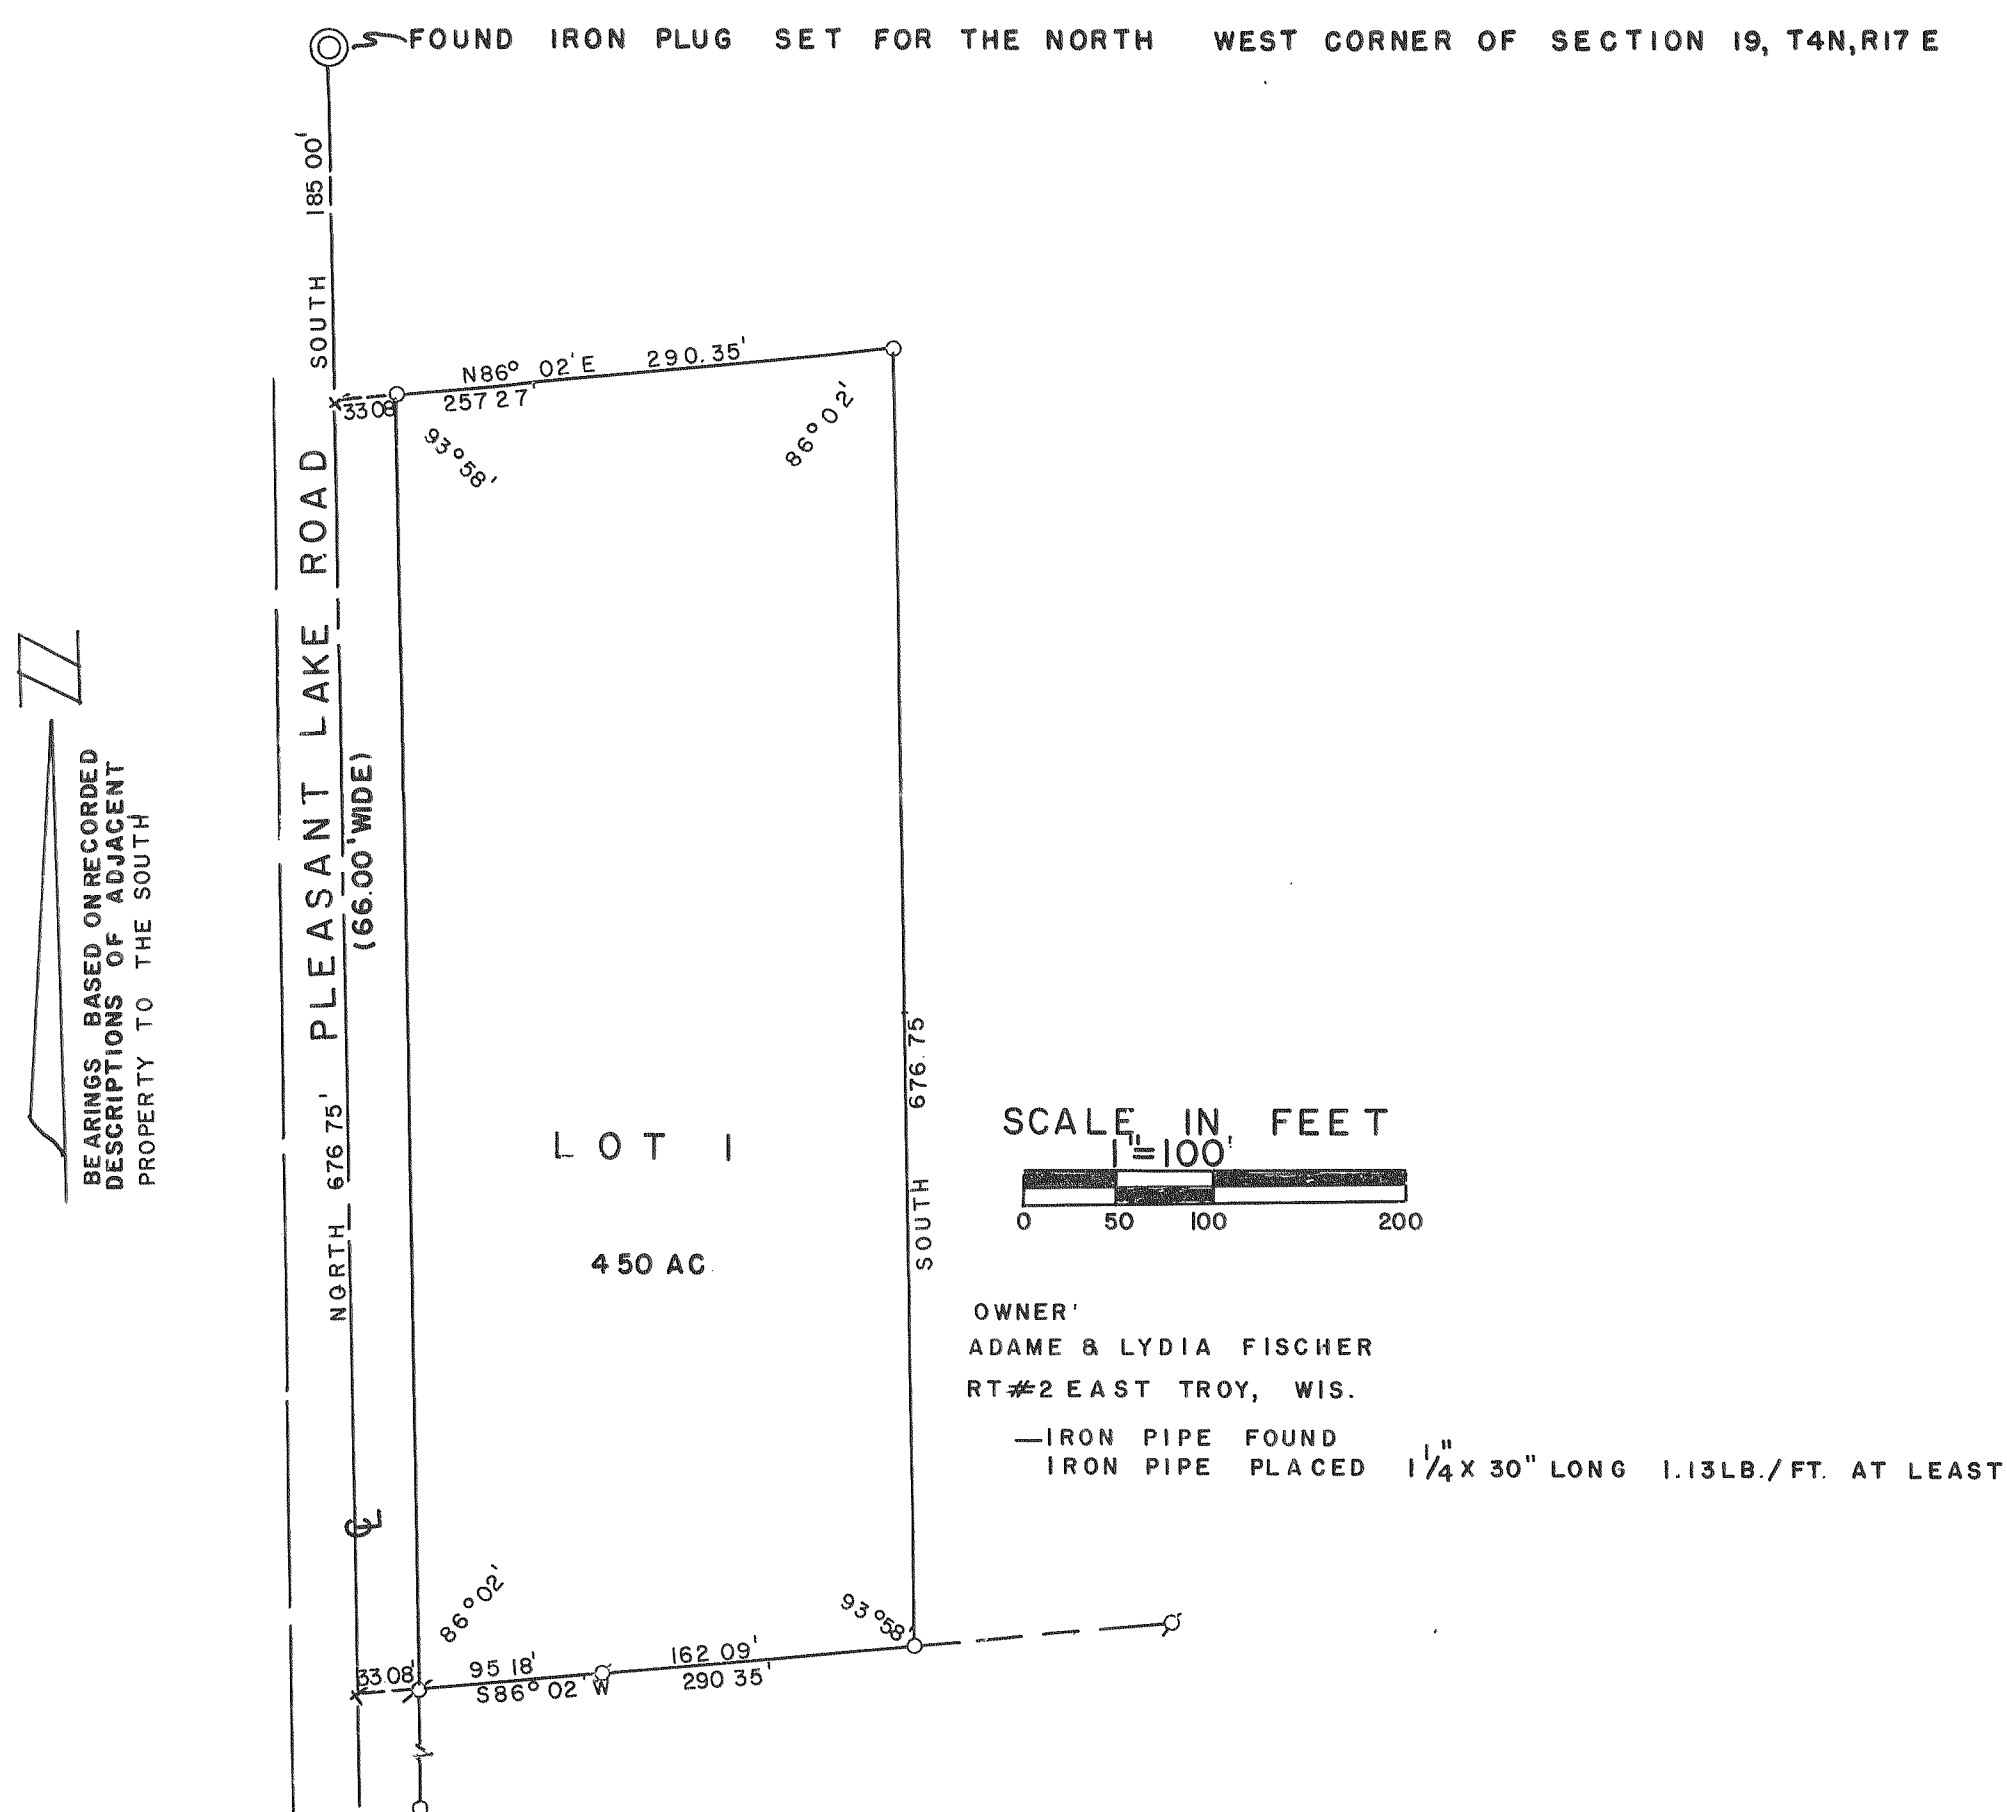 FOUND IRON PLUG SET FOR THE NORTH WEST CORNER OF SECTION 19, T4N, R17 E
SOUTH 185 00'
N86° 02' E 290.35'
33 08
257 27'
93° 58'
86° 02'
PLEASANT LAKE ROAD
(66.00' WIDE)
N
BEARINGS BASED ON RECORDED
DESCRIPTIONS OF ADJACENT
PROPERTY TO THE SOUTH
NORTH 676 75'
SOUTH 676.75'
LOT 1
4 50 AC.
SCALE IN FEET
1"=100'
0 50 100 200
OWNER'
ADAME & LYDIA FISCHER
RT#2 EAST TROY, WIS.
—IRON PIPE FOUND
IRON PIPE PLACED 1 1/4" X 30" LONG 1.13LB./FT. AT LEAST
CL
86° 02'
93° 58'
33 08'
95 18'
162 09'
S86° 02' W
290 35'